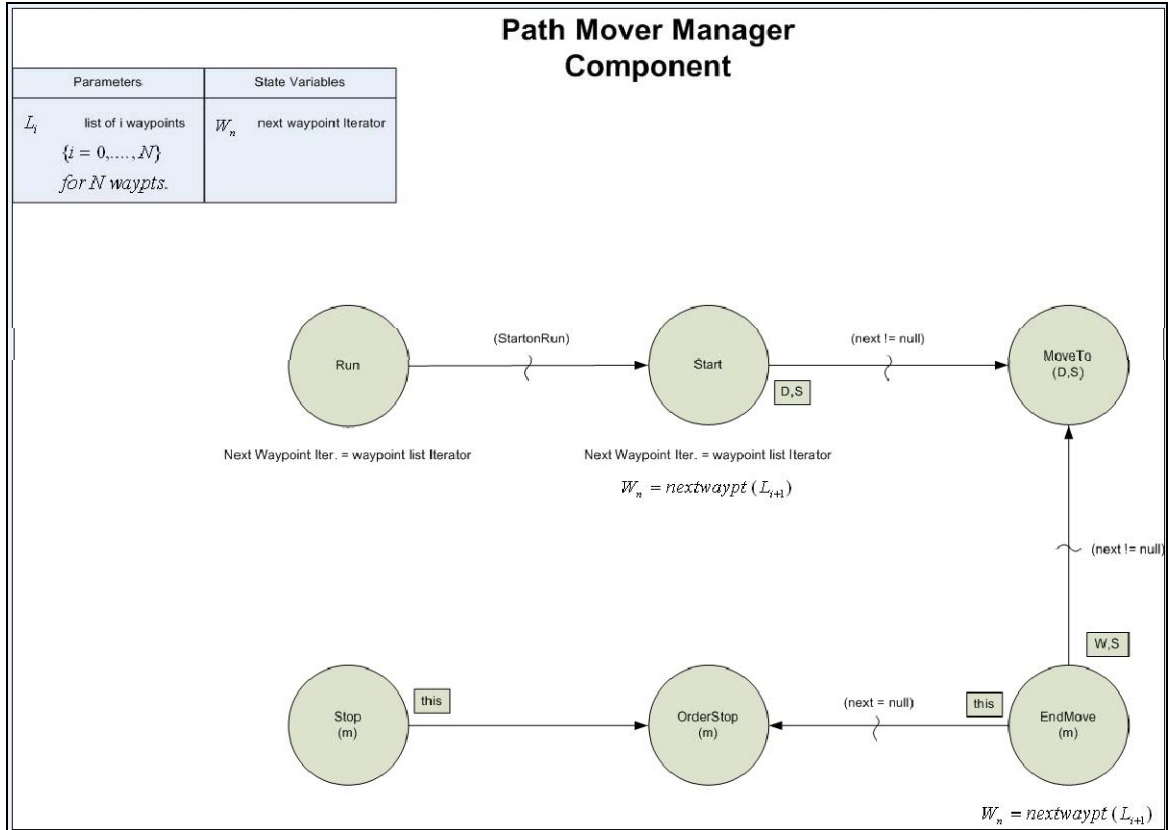 Path Mover Manager
Component
Parameters State Variables
L_i list of i waypoints W_n next waypoint Iterator
{i = 0,...., N}
for N waypts.
(StartonRun) (next != null)
Run Start MoveTo
(D,S)
D,S
Next Waypoint Iter. = waypoint list Iterator Next Waypoint Iter. = waypoint list Iterator
W_n = nextwaypt (L_{i+1})
(next != null)
W,S
this (next = null) this
Stop
(m)
OrderStop
(m)
EndMove
(m)
W_n = nextwaypt (L_{i+1})